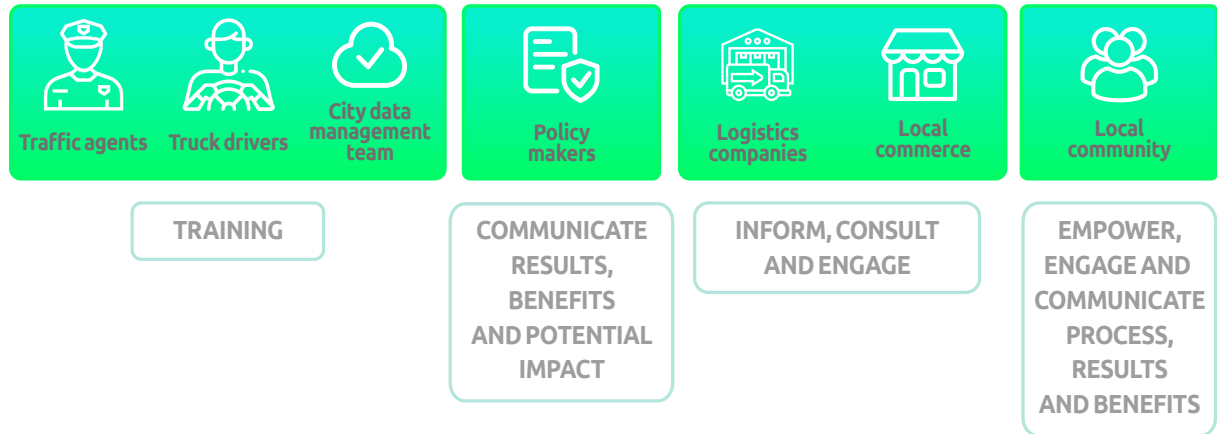 Traffic agents
Truck drivers
City data
management
team
Policy
makers
Logistics
companies
Local
commerce
Local
community
TRAINING
COMMUNICATE
RESULTS,
BENEFITS
AND POTENTIAL
IMPACT
INFORM, CONSULT
AND ENGAGE
EMPOWER,
ENGAGE AND
COMMUNICATE
PROCESS,
RESULTS
AND BENEFITS